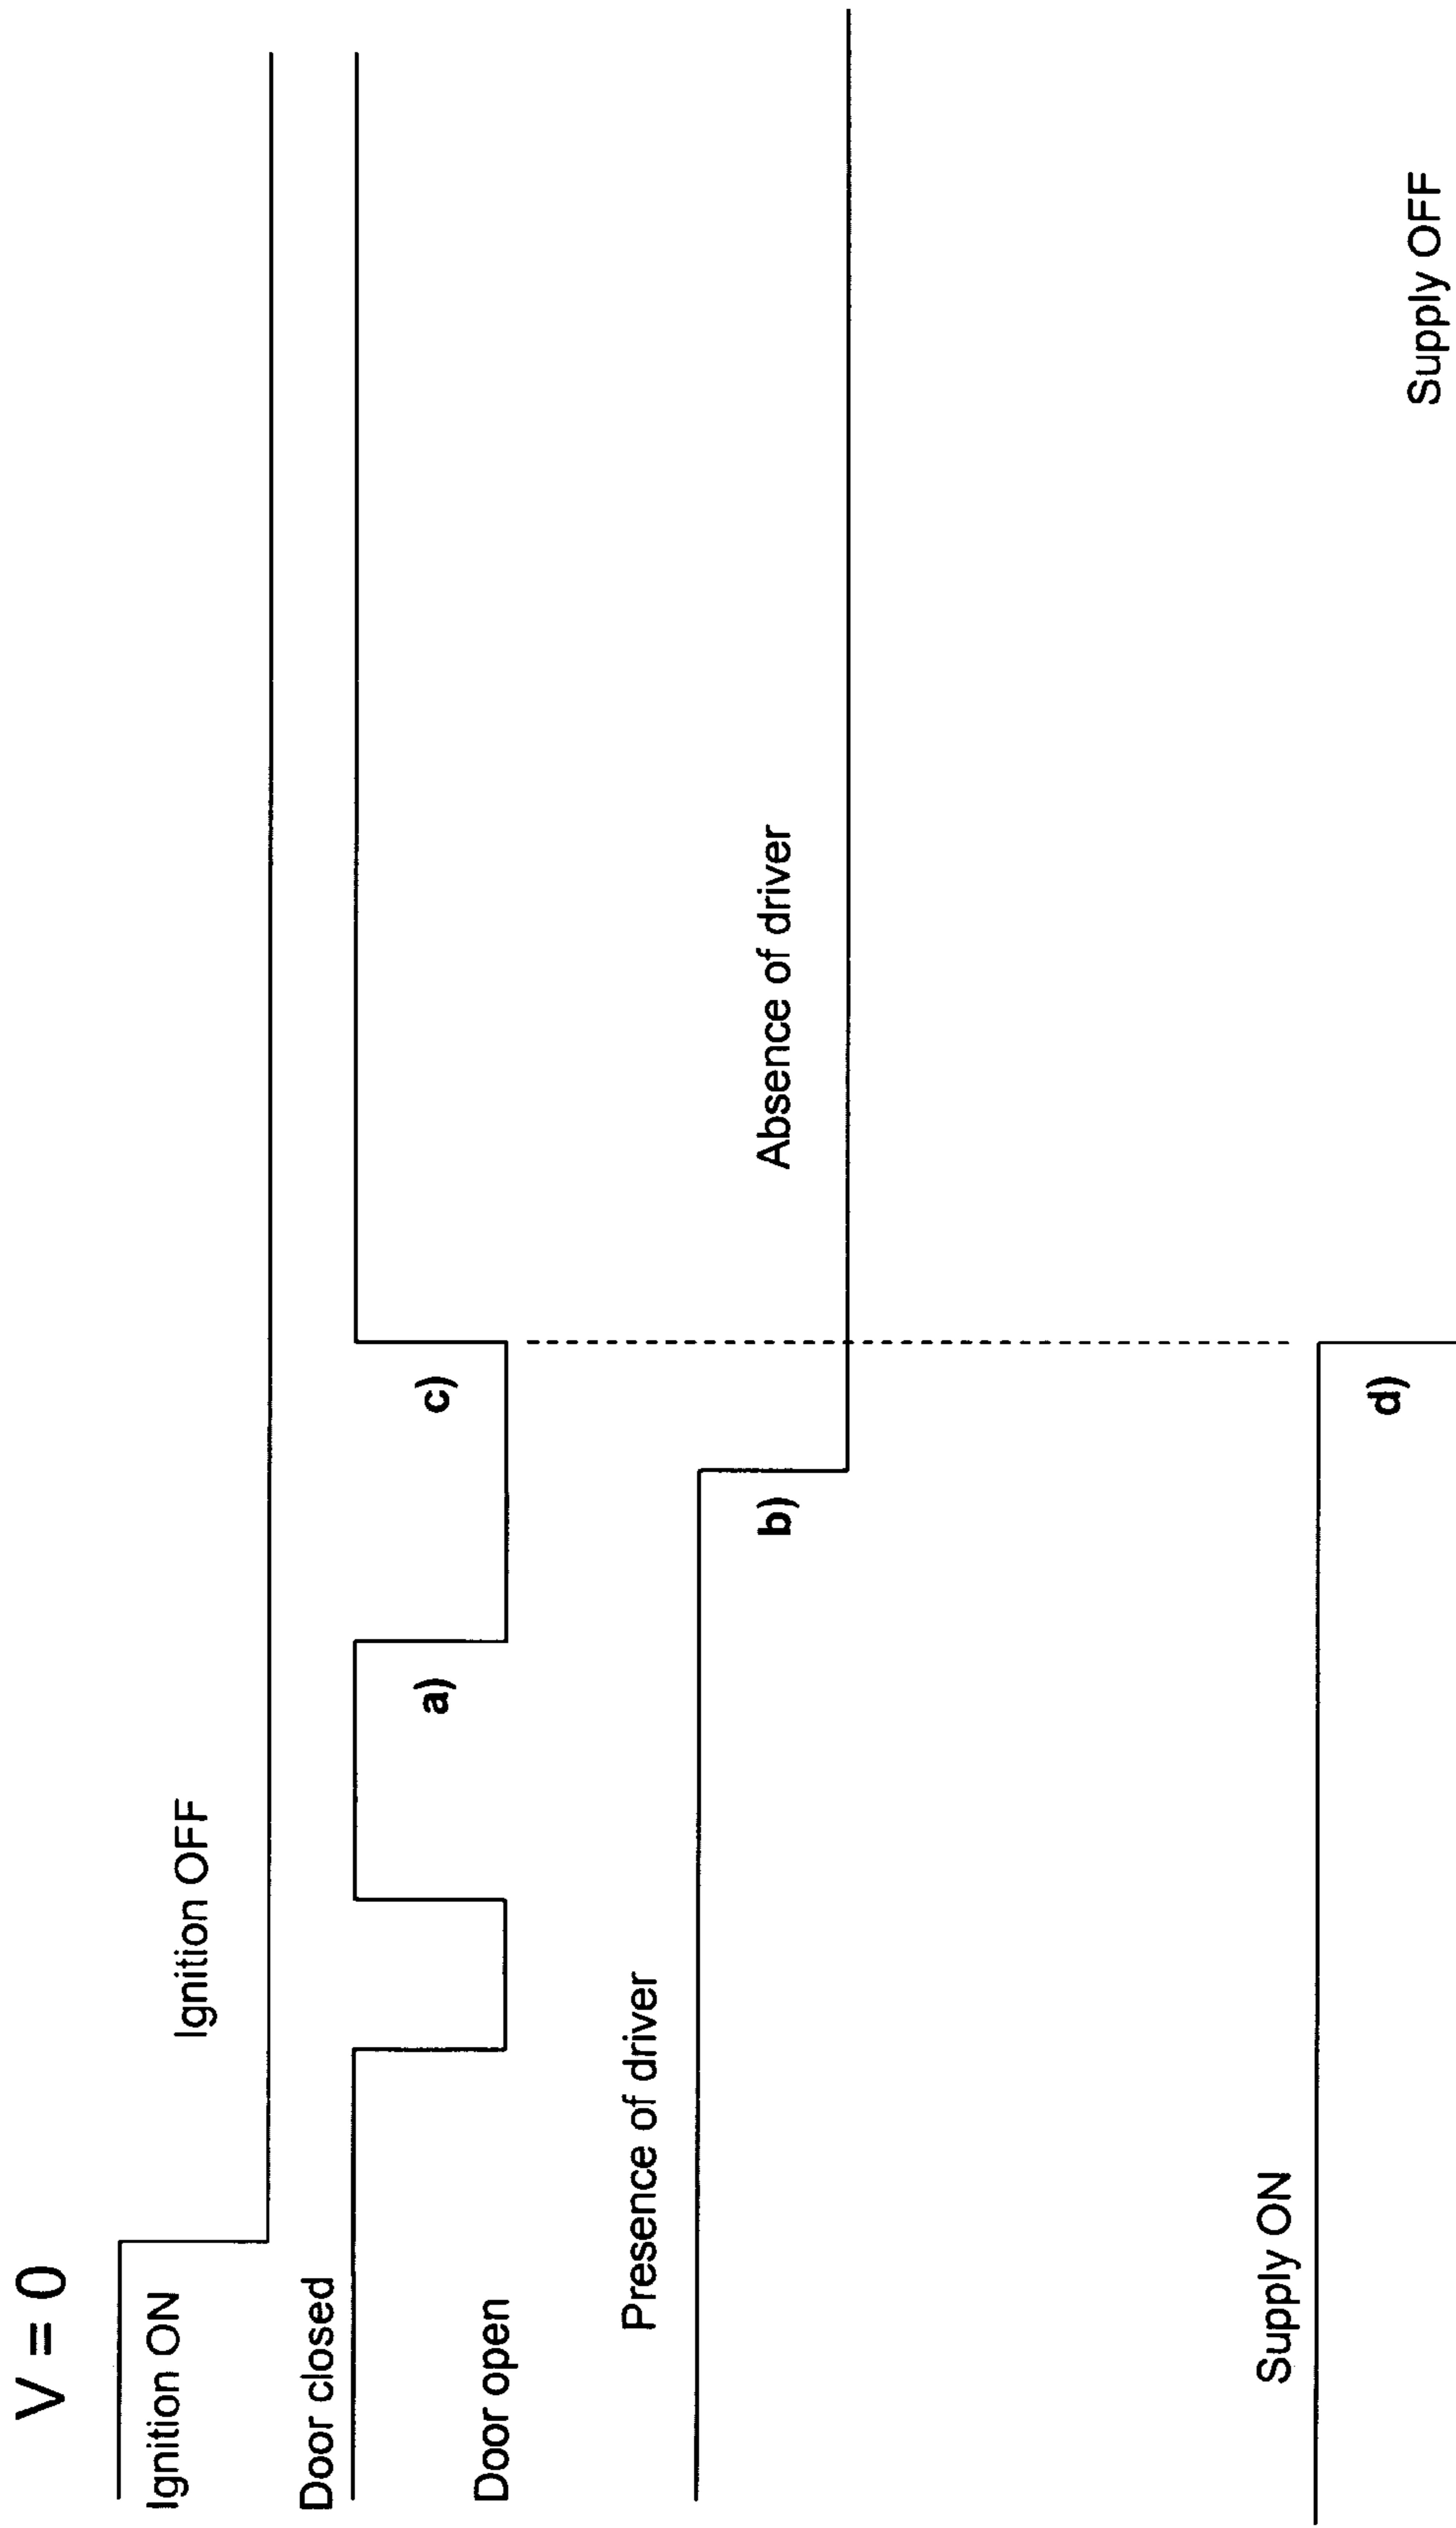 V = 0
Ignition ON
Ignition OFF
Door closed
Door open
a)
c)
Presence of driver
b)
Absence of driver
Supply ON
d)
Supply OFF